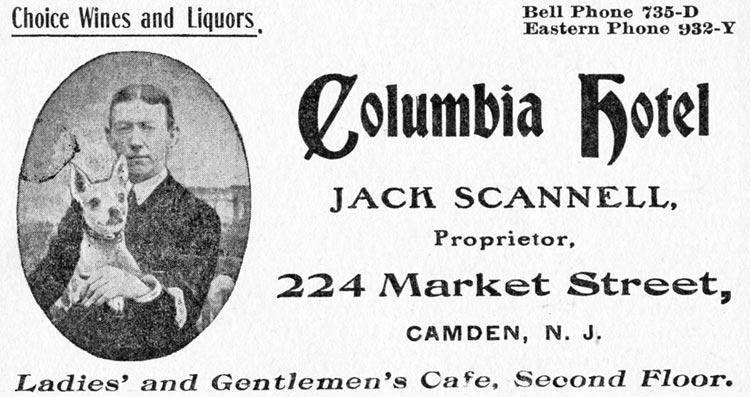 Choice Wines and Liquors.
Bell Phone 735-D
Eastern Phone 932-Y
Columbia Hotel
JACK SCANNELL,
Proprietor,
224 Market Street,
CAMDEN, N. J.
Ladies' and Gentlemen's Cafe, Second Floor.